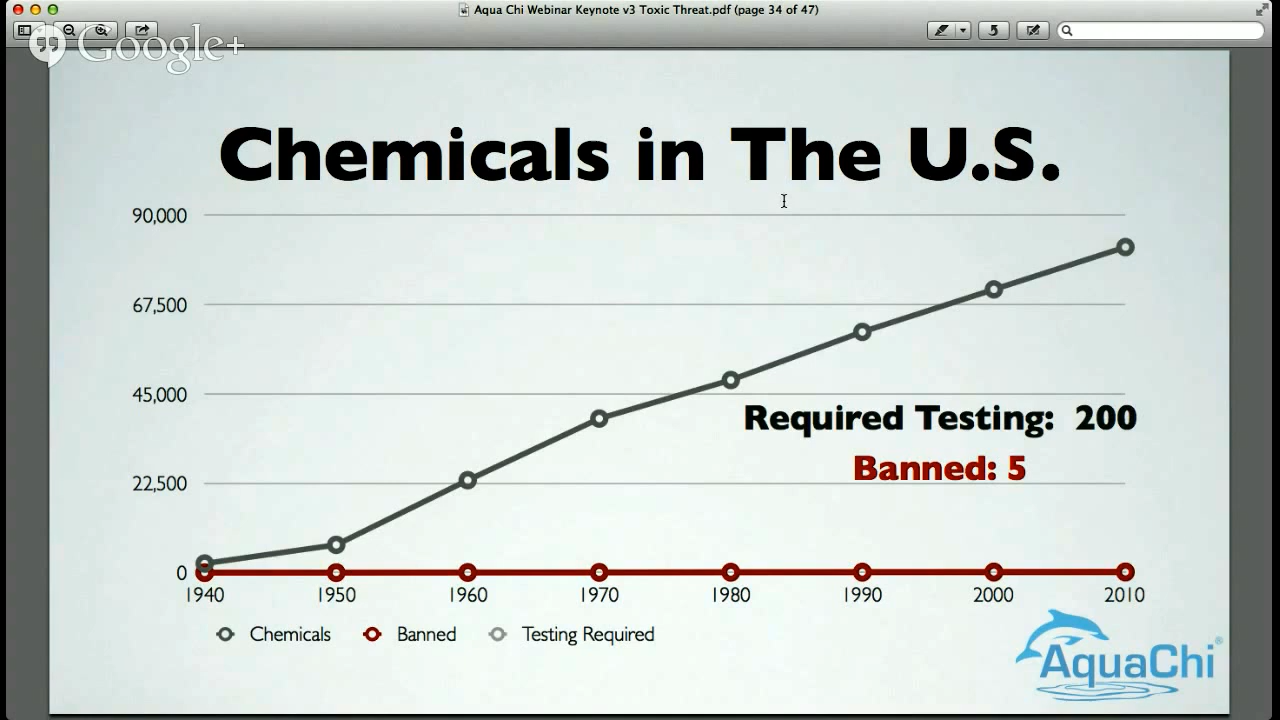 Aqua Chi Webinar Keynote v3 Toxic Threat.pdf (page 34 of 47)
Google+
Chemicals in The U.S.
90,000
67,500
45,000
Required Testing: 200
Banned: 5
22,500
0
1940 1950 1960 1970 1980 1990 2000 2010
Chemicals Banned Testing Required
AquaChi®